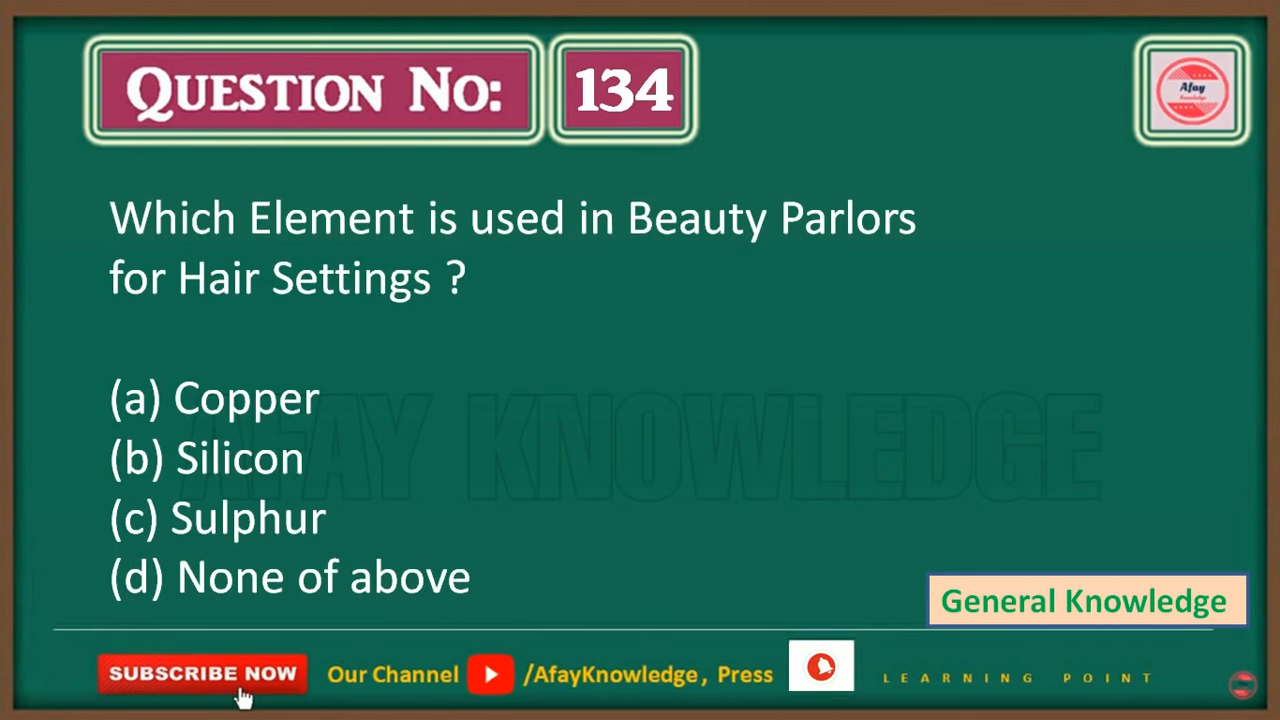 QUESTION NO: 134
Afay
Knowledge
Which Element is used in Beauty Parlors
for Hair Settings ?
(a) Copper
(b) Silicon
(c) Sulphur
(d) None of above
AFAY KNOWLEDGE
General Knowledge
SUBSCRIBE NOW Our Channel /AfayKnowledge, Press LEARNING POINT